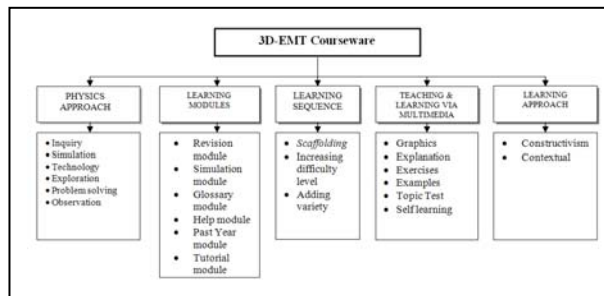 3D-EMT Courseware
PHYSICS
APPROACH
• Inquiry
• Simulation
• Technology
• Exploration
• Problem solving
• Observation
LEARNING
MODULES
• Revision
module
• Simulation
module
• Glossary
module
• Help module
• Past Year
module
• Tutorial
module
LEARNING
SEQUENCE
• Scaffolding
• Increasing
difficulty
level
• Adding
variety
TEACHING &
LEARNING VIA
MULTIMEDIA
• Graphics
• Explanation
• Exercises
• Examples
• Topic Test
• Self learning
LEARNING
APPROACH
• Constructivism
• Contextual